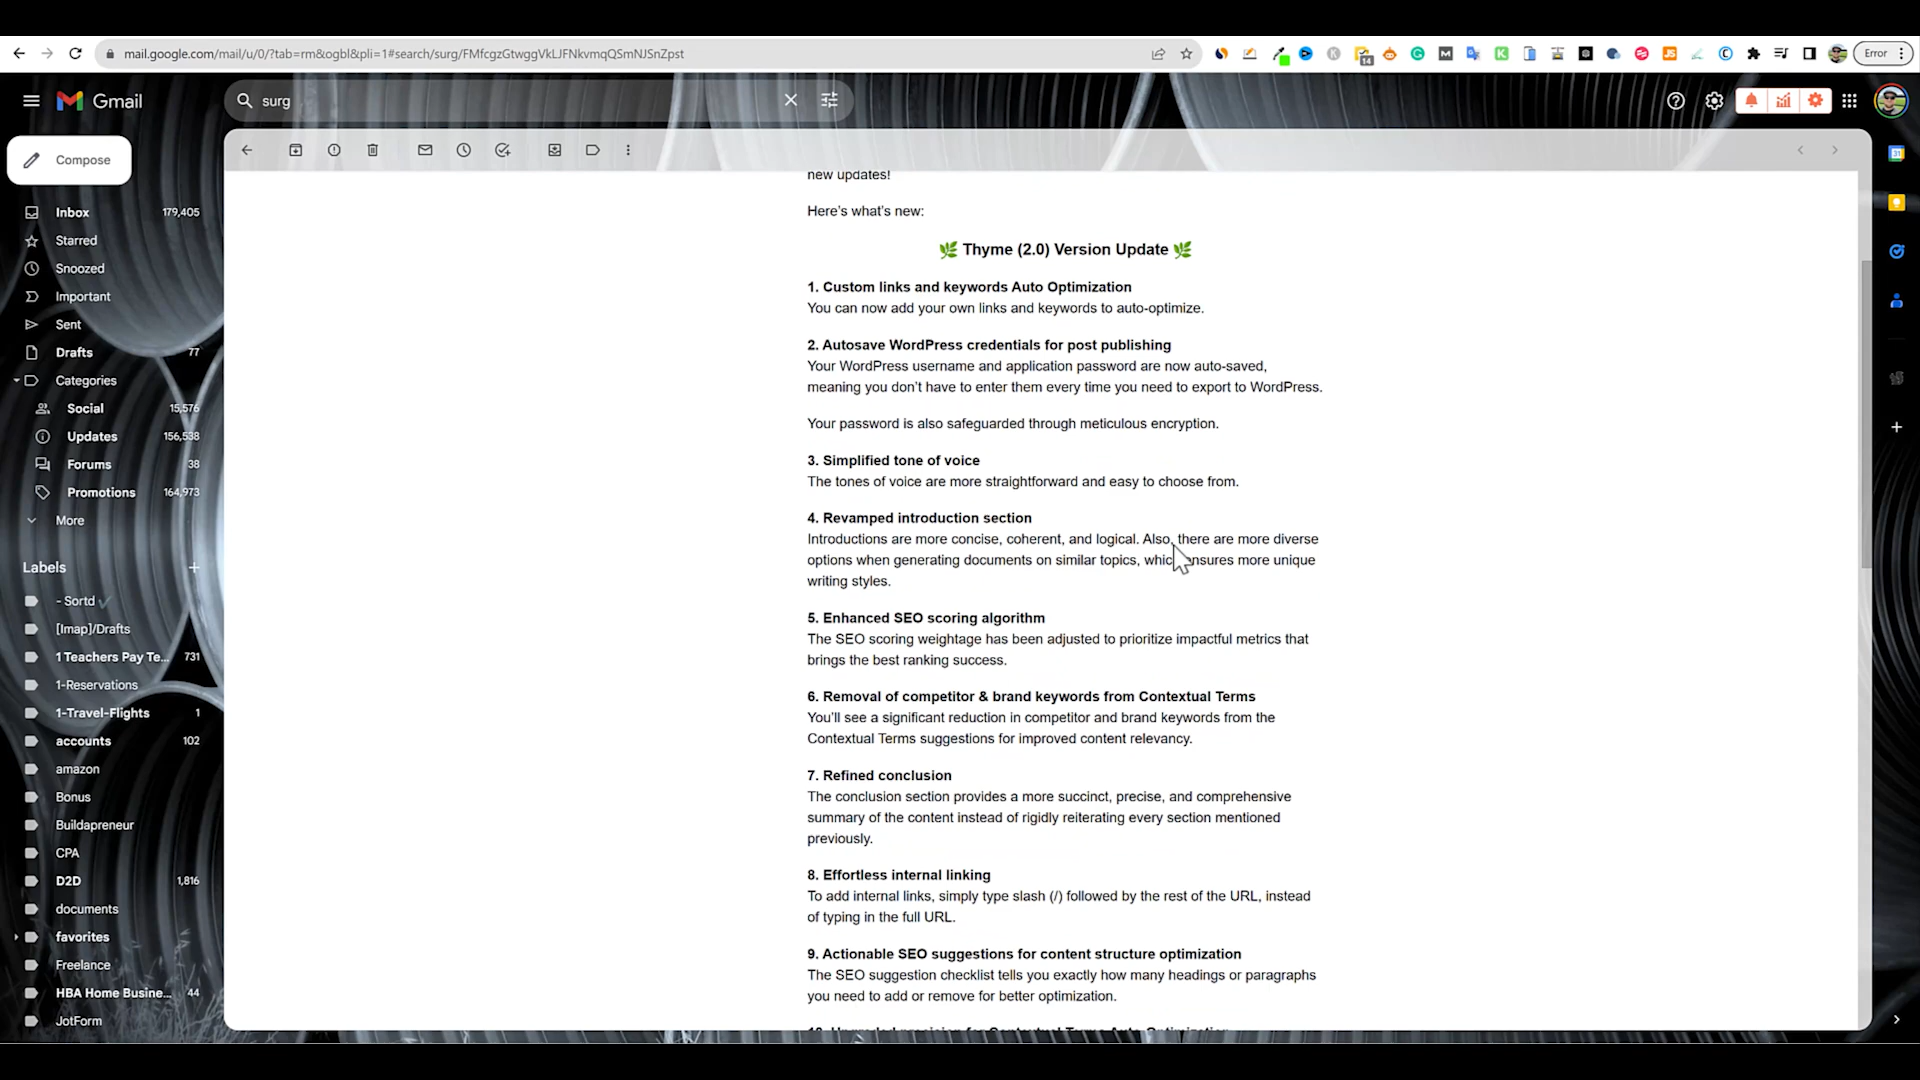 mail.google.com/mail/u/0/?tab=rm&ogbl&pli=1#search/surg/FMfcgzGtwggVkLJFNkvmqQSmNJSnZpst
14
Error
Gmail
surg
Compose
Inbox 179,405
Starred
Snoozed
Important
Sent
Drafts 77
Categories
Social 15,576
Updates 156,538
Forums 38
Promotions 164,973
More
Labels
- Sortd ✓
[Imap]/Drafts
1 Teachers Pay Te... 731
1-Reservations
1-Travel-Flights 1
accounts 102
amazon
Bonus
Buildapreneur
CPA
D2D 1,816
documents
favorites
Freelance
HBA Home Busine... 44
JotForm
new updates!
Here's what's new:
🌿 Thyme (2.0) Version Update 🌿
1. Custom links and keywords Auto Optimization
You can now add your own links and keywords to auto-optimize.
2. Autosave WordPress credentials for post publishing
Your WordPress username and application password are now auto-saved,
meaning you don't have to enter them every time you need to export to WordPress.
Your password is also safeguarded through meticulous encryption.
3. Simplified tone of voice
The tones of voice are more straightforward and easy to choose from.
4. Revamped introduction section
Introductions are more concise, coherent, and logical. Also, there are more diverse
options when generating documents on similar topics, which ensures more unique
writing styles.
5. Enhanced SEO scoring algorithm
The SEO scoring weightage has been adjusted to prioritize impactful metrics that
brings the best ranking success.
6. Removal of competitor & brand keywords from Contextual Terms
You'll see a significant reduction in competitor and brand keywords from the
Contextual Terms suggestions for improved content relevancy.
7. Refined conclusion
The conclusion section provides a more succinct, precise, and comprehensive
summary of the content instead of rigidly reiterating every section mentioned
previously.
8. Effortless internal linking
To add internal links, simply type slash (/) followed by the rest of the URL, instead
of typing in the full URL.
9. Actionable SEO suggestions for content structure optimization
The SEO suggestion checklist tells you exactly how many headings or paragraphs
you need to add or remove for better optimization.
10. Upgraded precision for Contextual Terms Auto Optimization